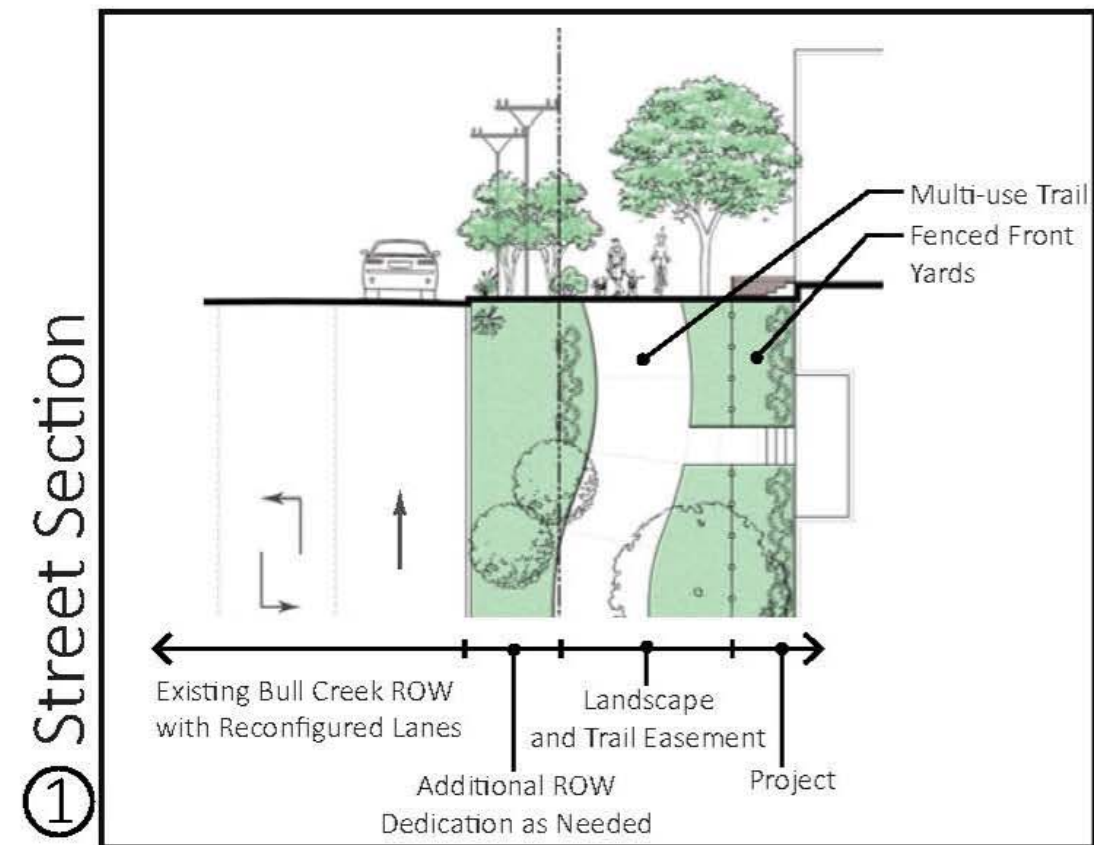 ① Street Section
Multi-use Trail
Fenced Front
Yards
Existing Bull Creek ROW
with Reconfigured Lanes
Landscape
and Trail Easement
Additional ROW
Dedication as Needed
Project